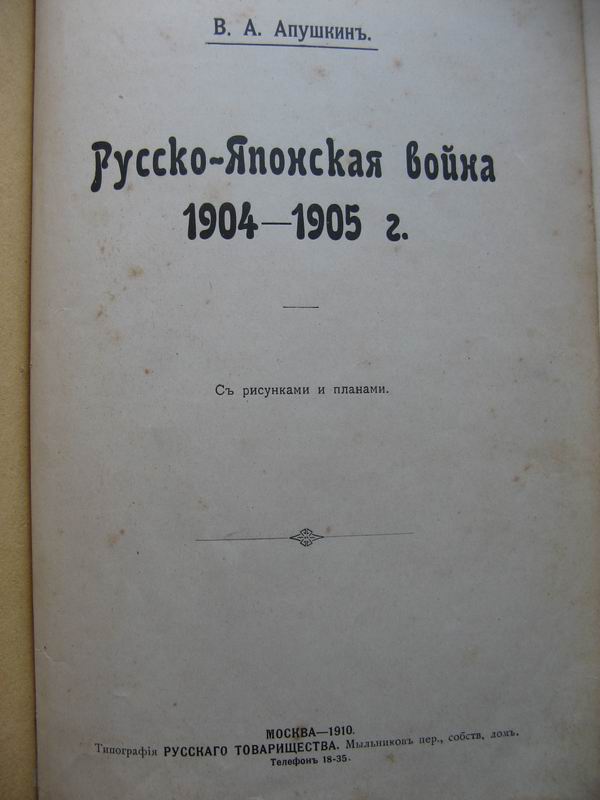 В. А. Апушкинъ.
Русско-Японская война
1904—1905 г.
Съ рисунками и планами.
МОСКВА—1910.
Типографія РУССКАГО ТОВАРИЩЕСТВА. Мыльниковъ пер., собств, домъ.
Телефонъ 18-35.